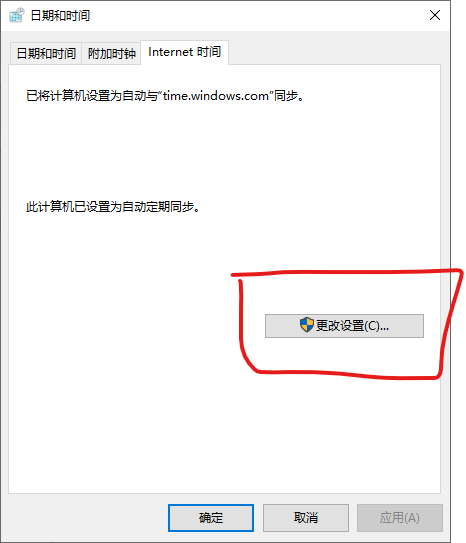 日期和时间
日期和时间 附加时钟 Internet 时间
已将计算机设置为自动与“time.windows.com”同步。
此计算机已设置为自动定期同步。
更改设置(C)...
确定 取消 应用(A)